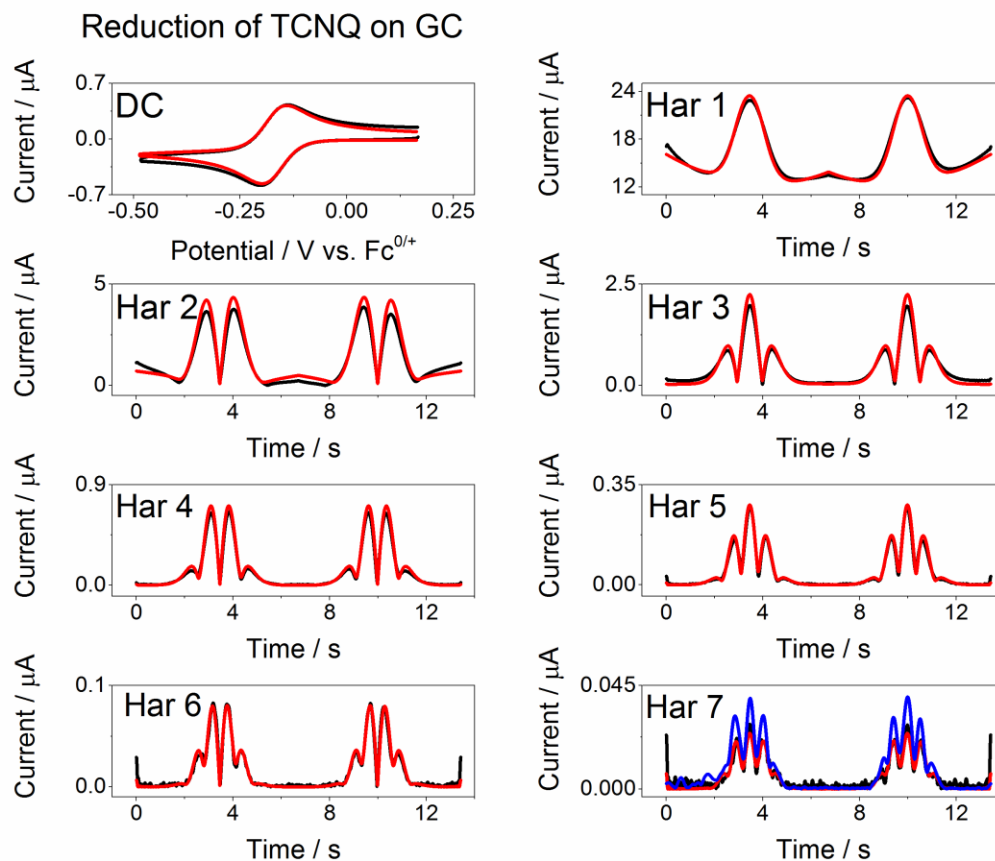 Reduction of TCNQ on GC
Current / μA
0.7
0.0
-0.7
DC
-0.50
-0.25
0.00
0.25
Potential / V vs. Fc0/+
Current / μA
24
18
12
Har 1
0
4
8
12
Time / s
Current / μA
5
0
Har 2
0
4
8
12
Time / s
Current / μA
2.5
0.0
Har 3
0
4
8
12
Time / s
Current / μA
0.9
0.0
Har 4
0
4
8
12
Time / s
Current / μA
0.35
0.00
Har 5
0
4
8
12
Time / s
Current / μA
0.1
0.0
Har 6
0
4
8
12
Time / s
Current / μA
0.045
0.000
Har 7
0
4
8
12
Time / s